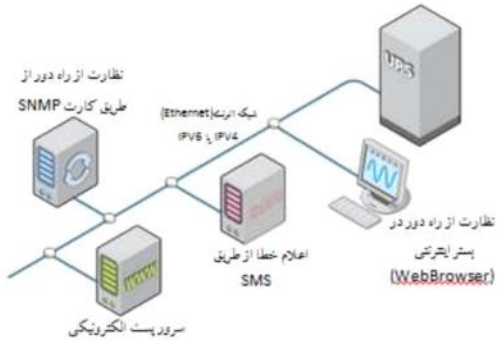 UPS
نظارت از راه دور از
طریق کارت SNMP
شبکه اترنت(Ethernet)
IPV4 یا IPV6
نظارت از راه دور در
بستر اینترنتی
(WebBrowser)
اعلام خطا از طریق
SMS
WWW
سرور پست الکترونیکی